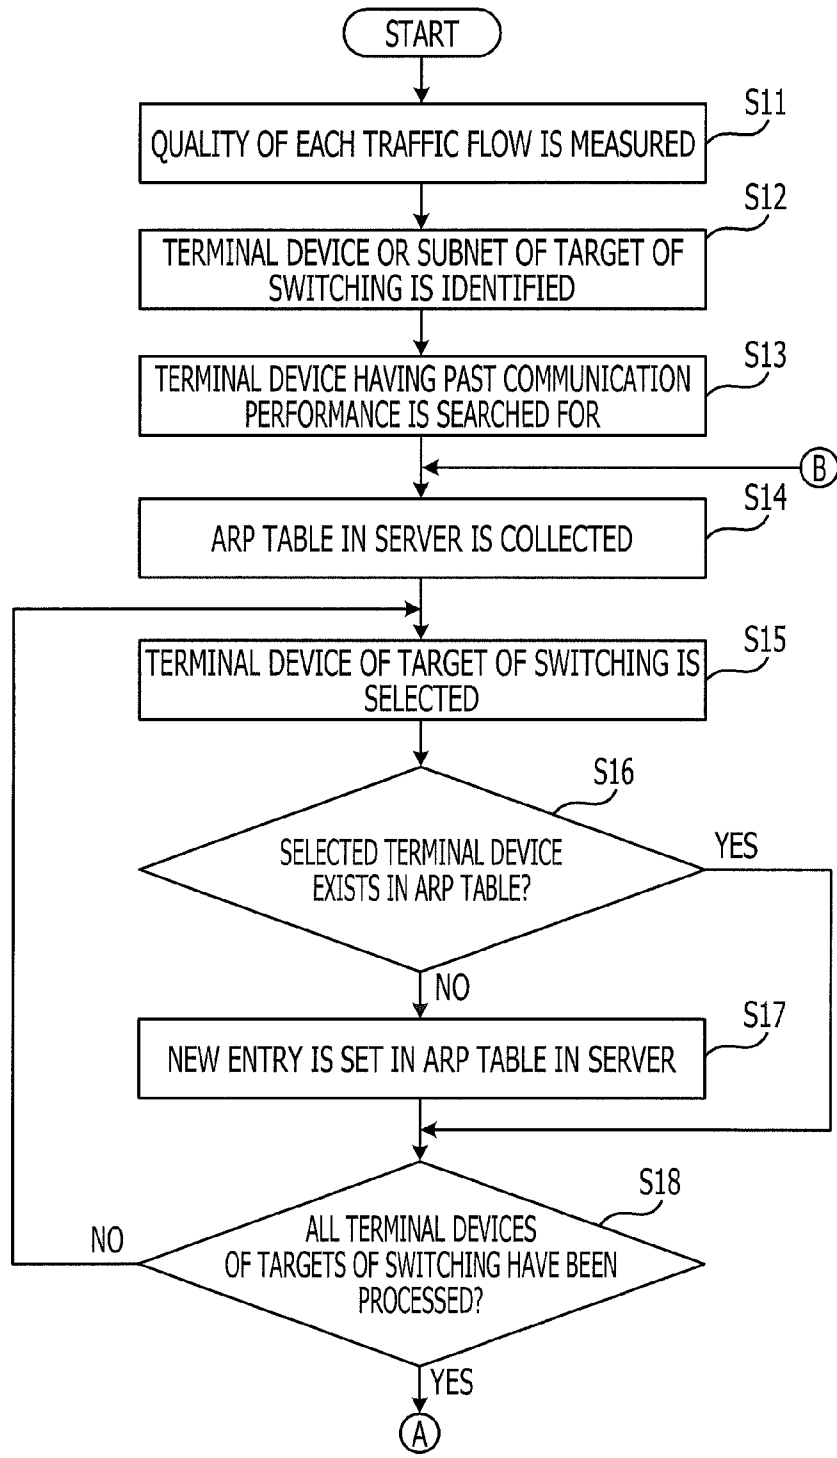 START
S11
QUALITY OF EACH TRAFFIC FLOW IS MEASURED
S12
TERMINAL DEVICE OR SUBNET OF TARGET OF
SWITCHING IS IDENTIFIED
S13
TERMINAL DEVICE HAVING PAST COMMUNICATION
PERFORMANCE IS SEARCHED FOR
B
S14
ARP TABLE IN SERVER IS COLLECTED
S15
TERMINAL DEVICE OF TARGET OF SWITCHING IS
SELECTED
S16
SELECTED TERMINAL DEVICE
EXISTS IN ARP TABLE?
YES
NO
S17
NEW ENTRY IS SET IN ARP TABLE IN SERVER
S18
ALL TERMINAL DEVICES
OF TARGETS OF SWITCHING HAVE BEEN
PROCESSED?
NO
YES
A